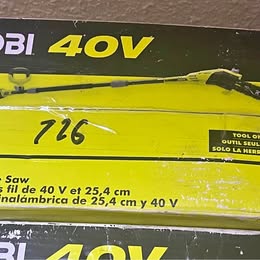 OBI 40V
TOOL ON
OUTIL SEUL
SOLO LA HERR
726
Saw
fil de 40 V et 25,4 cm
inalámbrica de 25,4 cm y 40 V
OBI 40V